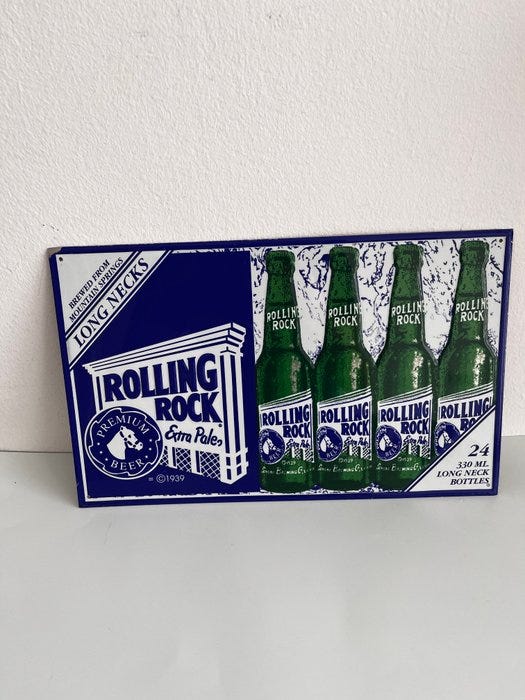 BREWED FROM
MOUNTAIN SPRINGS
LONG NECKS
ROLLING
ROCK
Extra Pale
PREMIUM
BEER
= ©1939
ROLLING
ROCK
ROLLING
ROCK
ROLLING
ROCK
ROLLING
ROCK
ROLLING
ROCK
Extra Pale
ROLLING
ROCK
Extra Pale
ROLLING
ROCK
Extra Pale
ROLLING
ROCK
24
330 ML
LONG NECK
BOTTLES